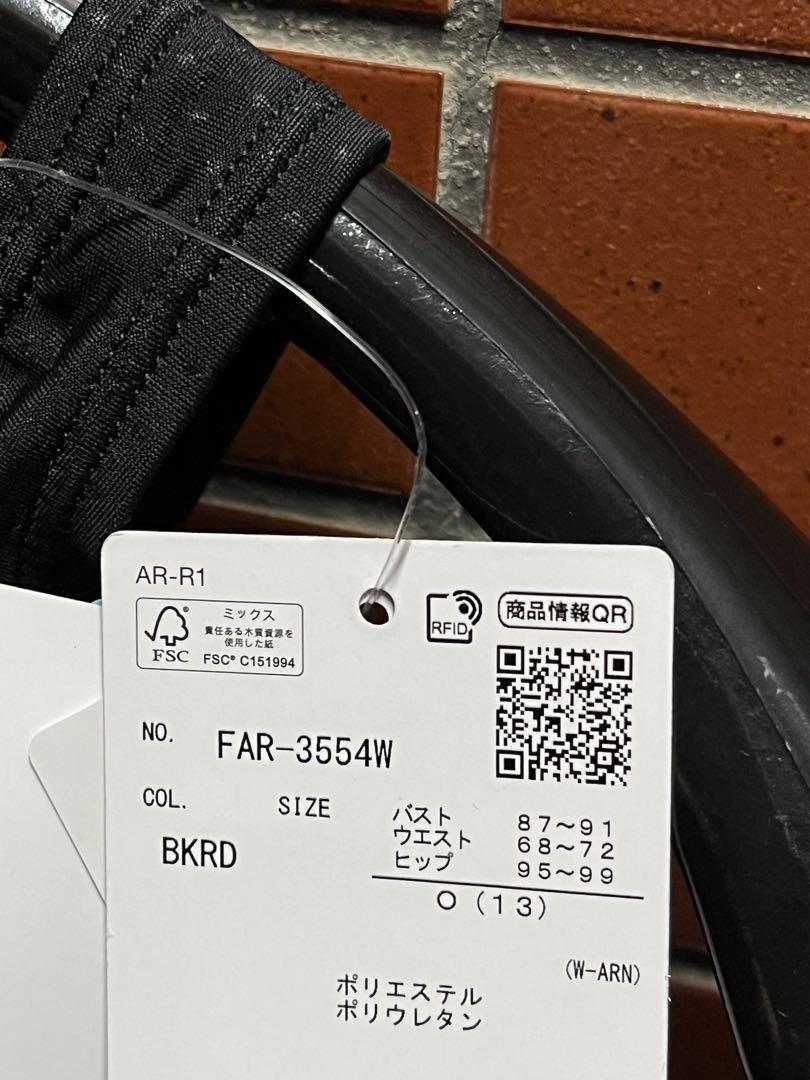 AR-R1
ミックス
責任ある木質資源を
使用した紙
FSC
FSC® C151994
RFID
商品情報QR
NO. FAR-3554W
COL. SIZE
BKRD
バスト 87〜91
ウエスト 68〜72
ヒップ 95〜99
O (13)
(W-ARN)
ポリエステル
ポリウレタン